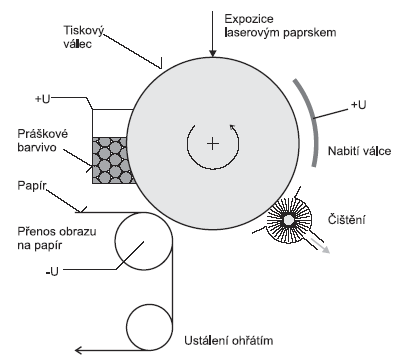 Expozice
laserovým paprskem
Tiskový
válec
+U
+U
Práškové
barvivo
Nabití válce
Papír
Čištění
Přenos obrazu
na papír
-U
Ustálení ohřátím